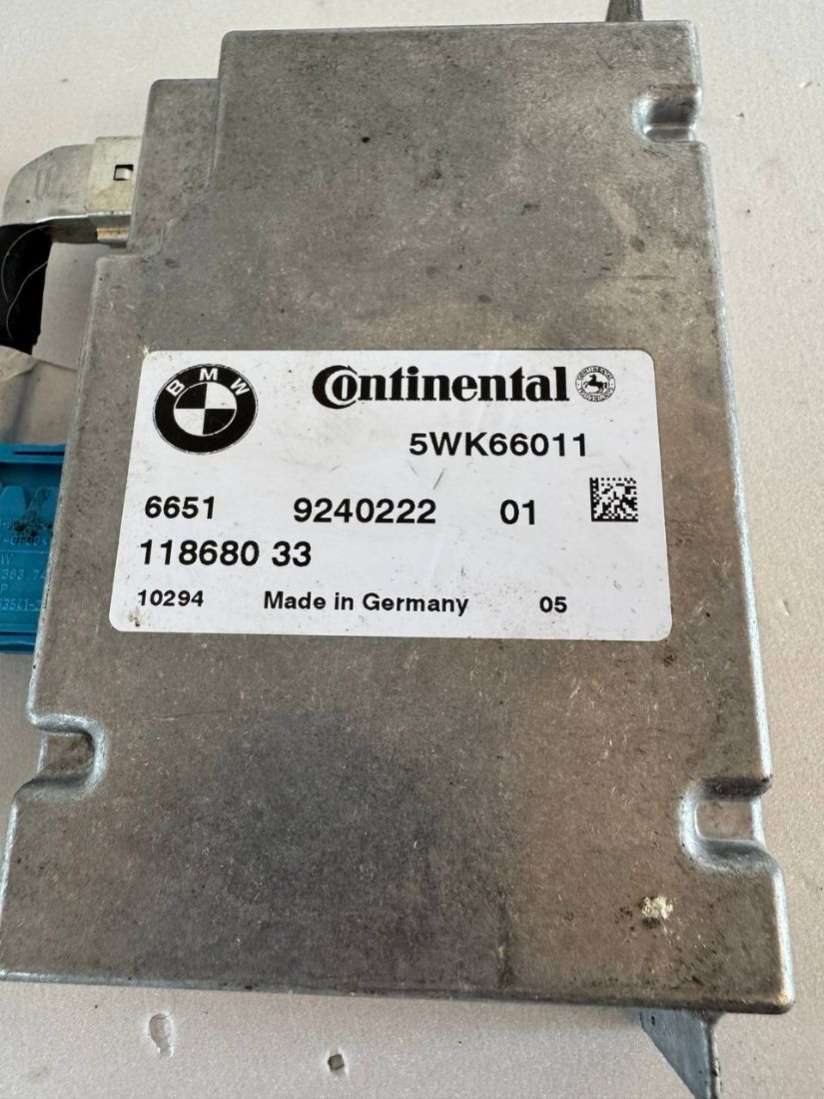 BMW
Continental
5WK66011
6651 9240222 01
118680 33
10294 Made in Germany 05